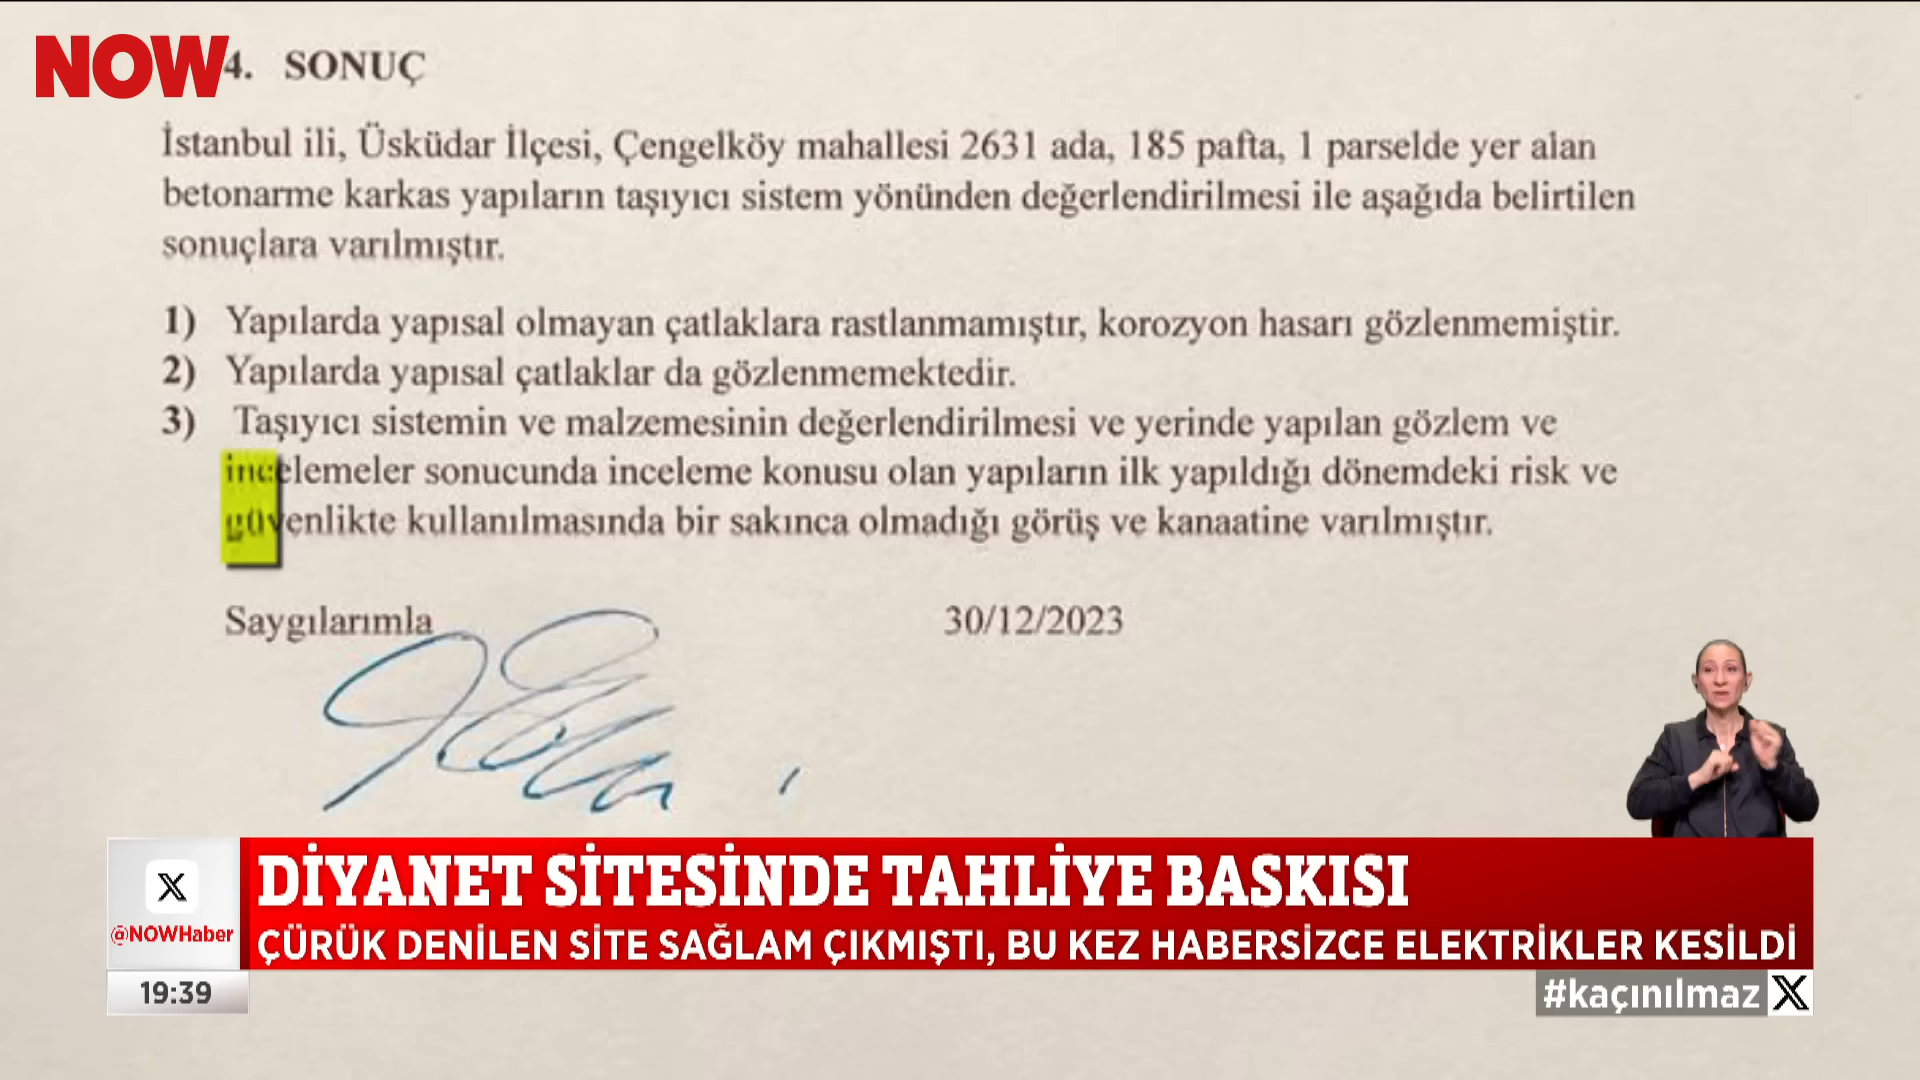 NOW
4. SONUÇ
İstanbul ili, Üsküdar İlçesi, Çengelköy mahallesi 2631 ada, 185 pafta, 1 parselde yer alan
betonarme karkas yapıların taşıyıcı sistem yönünden değerlendirilmesi ile aşağıda belirtilen
sonuçlara varılmıştır.
1) Yapılarda yapısal olmayan çatlaklara rastlanmamıştır, korozyon hasarı gözlenmemiştir.
2) Yapılarda yapısal çatlaklar da gözlenmemektedir.
3) Taşıyıcı sistemin ve malzemesinin değerlendirilmesi ve yerinde yapılan gözlem ve
incelemeler sonucunda inceleme konusu olan yapıların ilk yapıldığı dönemdeki risk ve
güvenlikte kullanılmasında bir sakınca olmadığı görüş ve kanaatine varılmıştır.
Saygılarımla 30/12/2023
X
@NOWHaber
DİYANET SİTESİNDE TAHLİYE BASKISI
ÇÜRÜK DENİLEN SİTE SAĞLAM ÇIKMIŞTI, BU KEZ HABERSİZCE ELEKTRİKLER KESİLDİ
19:39
#kaçınılmaz X